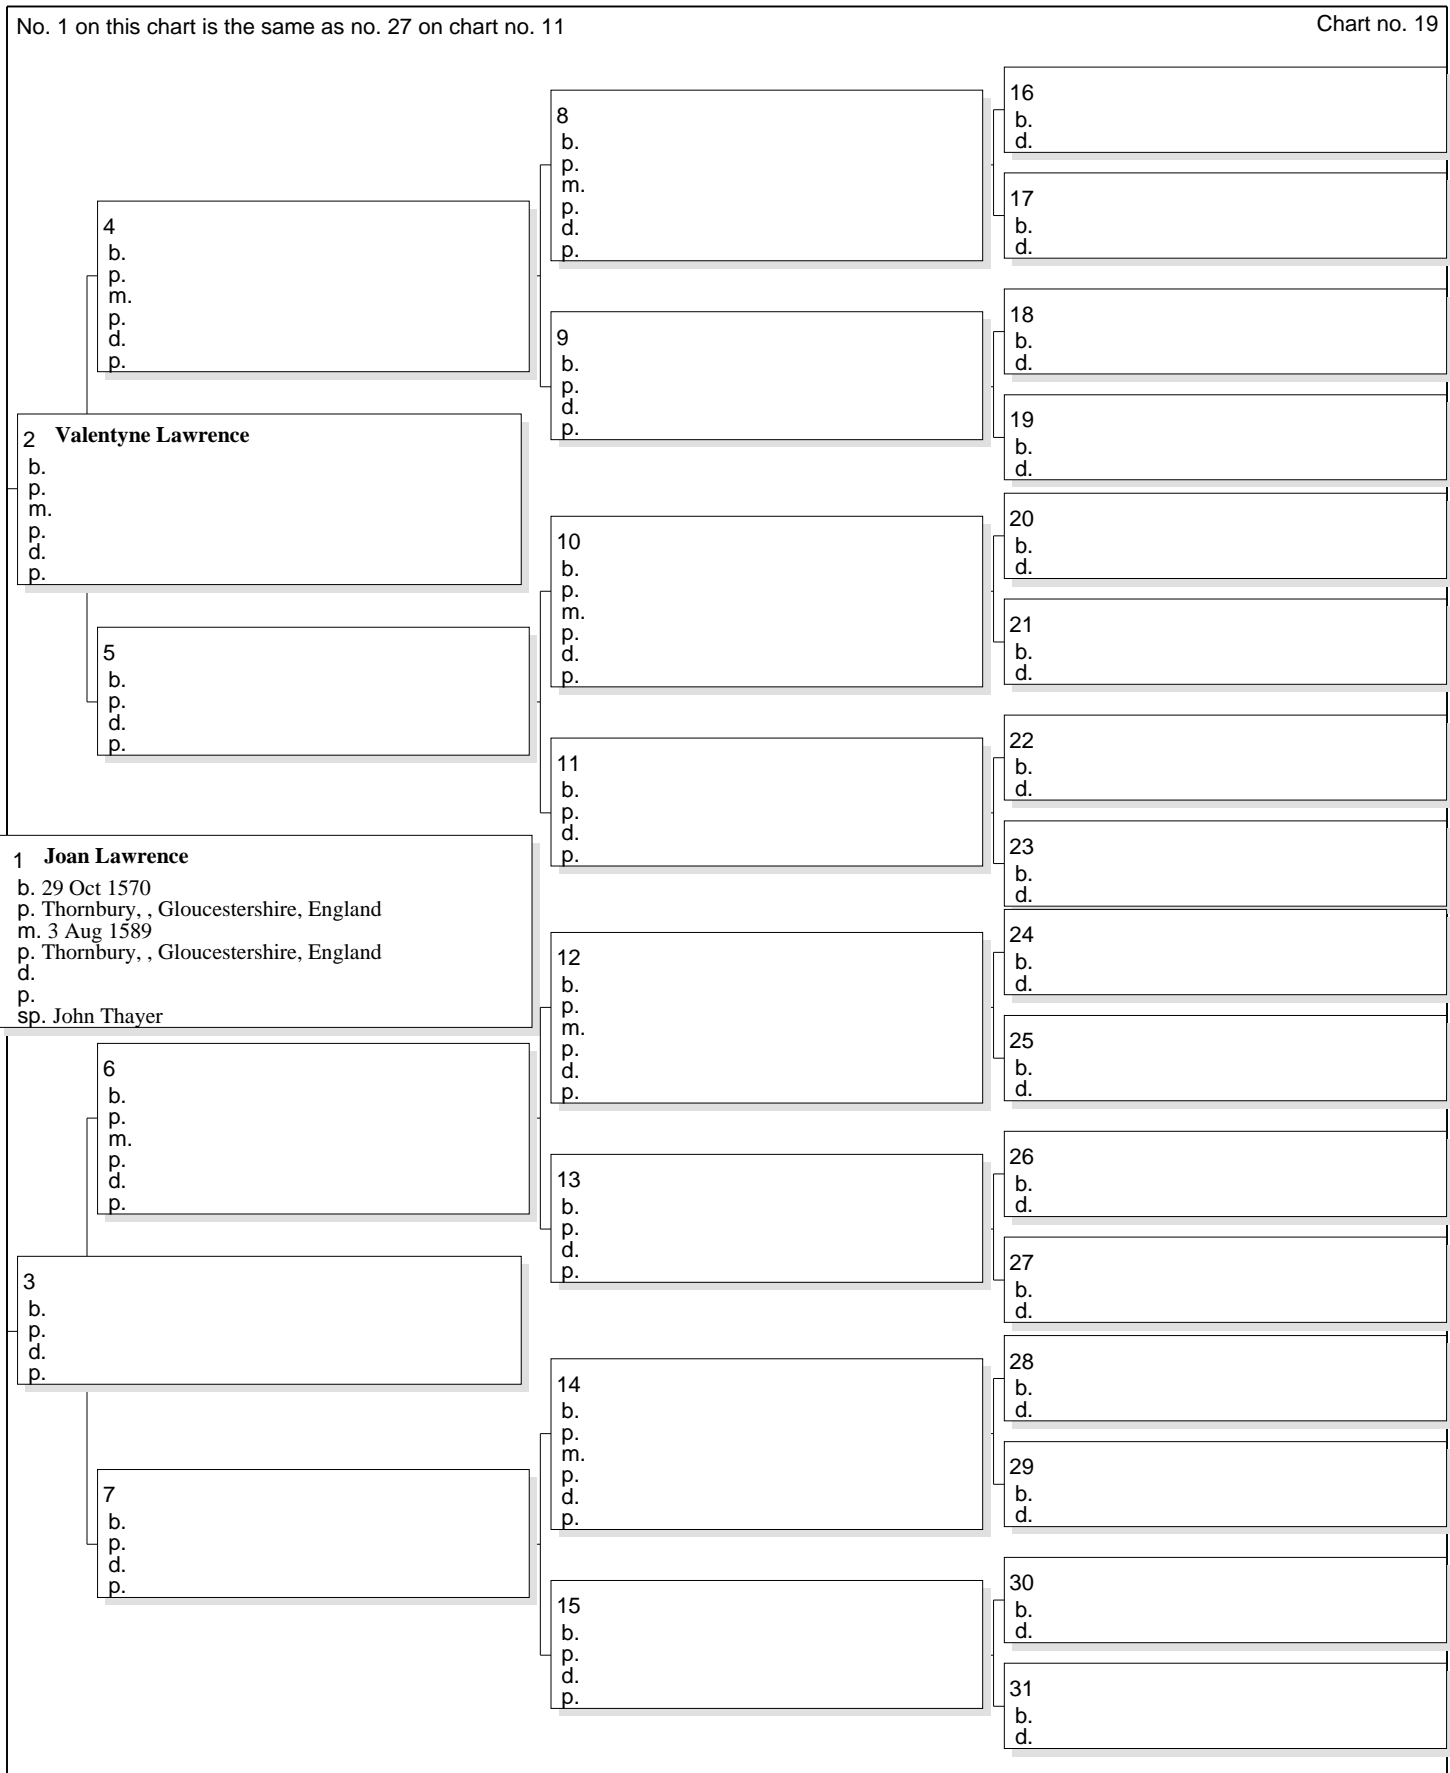 No. 1 on this chart is the same as no. 27 on chart no. 11
Chart no. 19
16
b.
d.
8
b.
p.
m.
p.
d.
p.
17
b.
d.
4
b.
p.
m.
p.
d.
p.
18
b.
d.
9
b.
p.
d.
p.
19
b.
d.
2 Valentyne Lawrence
b.
p.
m.
p.
d.
p.
20
b.
d.
10
b.
p.
m.
p.
d.
p.
21
b.
d.
5
b.
p.
d.
p.
22
b.
d.
11
b.
p.
d.
p.
23
b.
d.
1 Joan Lawrence
b. 29 Oct 1570
p. Thornbury, , Gloucestershire, England
m. 3 Aug 1589
p. Thornbury, , Gloucestershire, England
d.
p.
sp. John Thayer
24
b.
d.
12
b.
p.
m.
p.
d.
p.
25
b.
d.
6
b.
p.
m.
p.
d.
p.
26
b.
d.
13
b.
p.
d.
p.
27
b.
d.
3
b.
p.
d.
p.
28
b.
d.
14
b.
p.
m.
p.
d.
p.
29
b.
d.
7
b.
p.
d.
p.
30
b.
d.
15
b.
p.
d.
p.
31
b.
d.